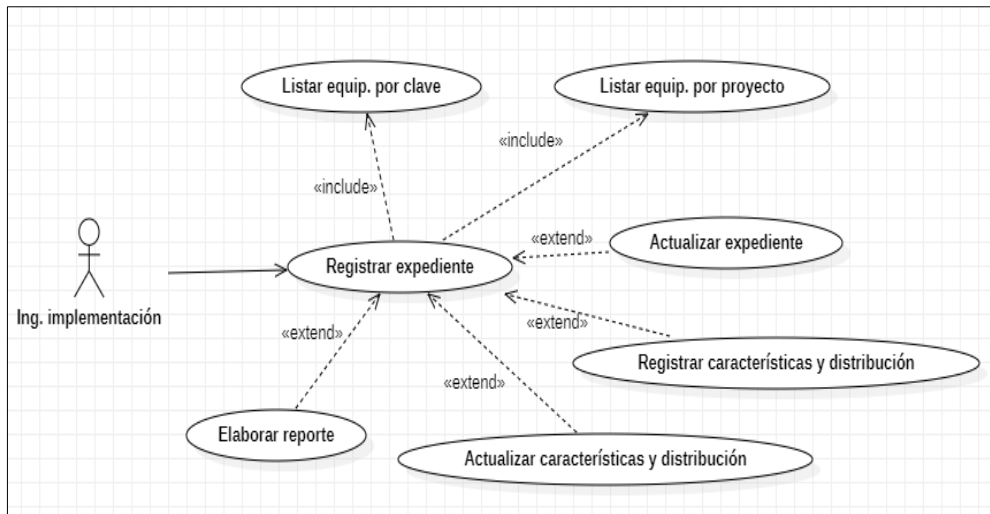 Listar equip. por clave
Listar equip. por proyecto
«include»
«include»
«extend»
Actualizar expediente
Registrar expediente
Ing. implementación
«extend»
«extend»
Registrar características y distribución
«extend»
Elaborar reporte
Actualizar características y distribución